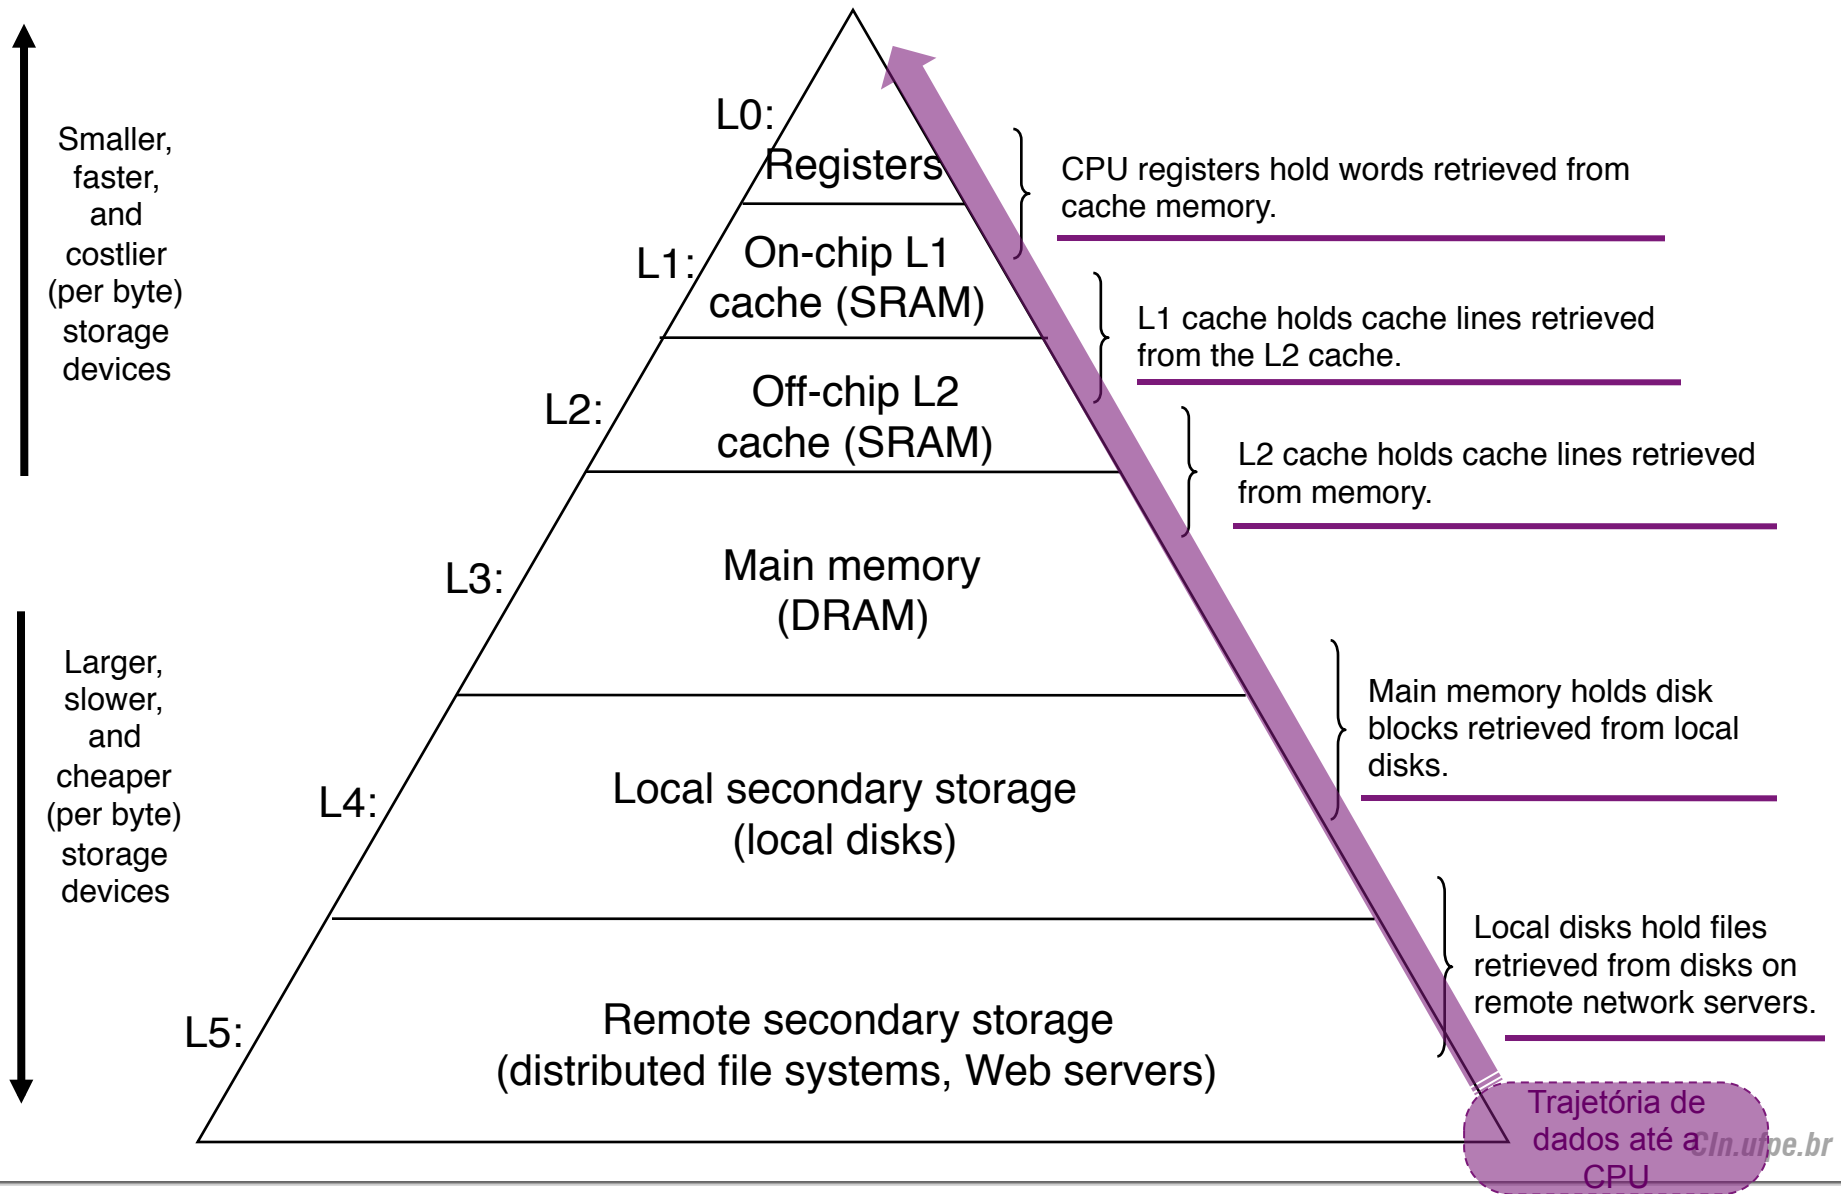 Smaller,
faster,
and
costlier
(per byte)
storage
devices
Larger,
slower,
and
cheaper
(per byte)
storage
devices
L0:
Registers
L1:
On-chip L1
cache (SRAM)
L2:
Off-chip L2
cache (SRAM)
L3:
Main memory
(DRAM)
L4:
Local secondary storage
(local disks)
L5:
Remote secondary storage
(distributed file systems, Web servers)
CPU registers hold words retrieved from
cache memory.
L1 cache holds cache lines retrieved
from the L2 cache.
L2 cache holds cache lines retrieved
from memory.
Main memory holds disk
blocks retrieved from local
disks.
Local disks hold files
retrieved from disks on
remote network servers.
Trajetória de
dados até a
CPU
CIn.ufpe.br